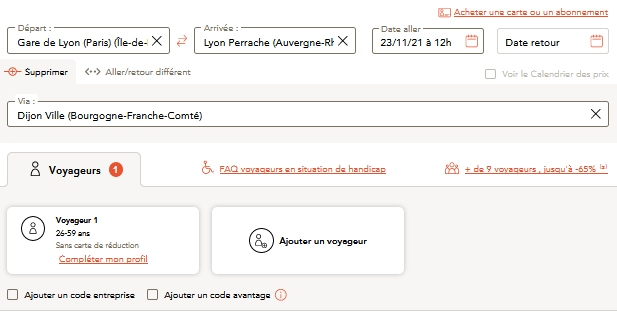 Acheter une carte ou un abonnement
Départ :
Gare de Lyon (Paris) (Île-de-
Arrivée :
Lyon Perrache (Auvergne-Rh
Date aller
23/11/21 à 12h
Date retour
Supprimer
Aller/retour différent
Voir le Calendrier des prix
Via :
Dijon Ville (Bourgogne-Franche-Comté)
Voyageurs 1
FAQ voyageurs en situation de handicap
+ de 9 voyageurs , jusqu'à -65%
Voyageur 1
26-59 ans
Sans carte de réduction
Compléter mon profil
Ajouter un voyageur
Ajouter un code entreprise
Ajouter un code avantage